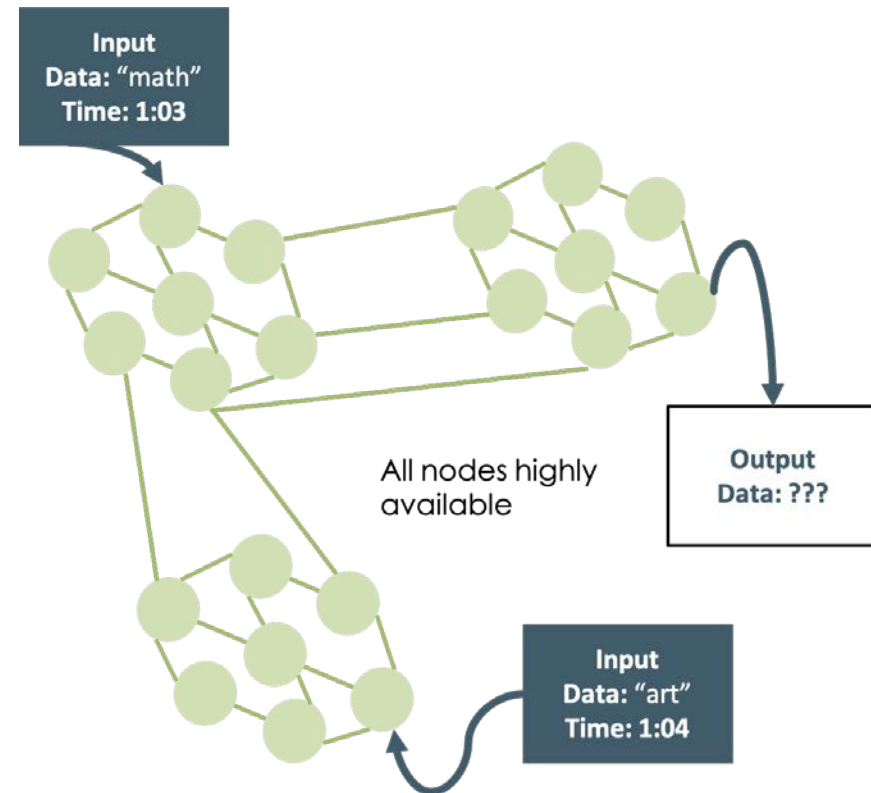 Input
Data: “math”
Time: 1:03
All nodes highly
available
Output
Data: ???
Input
Data: “art”
Time: 1:04